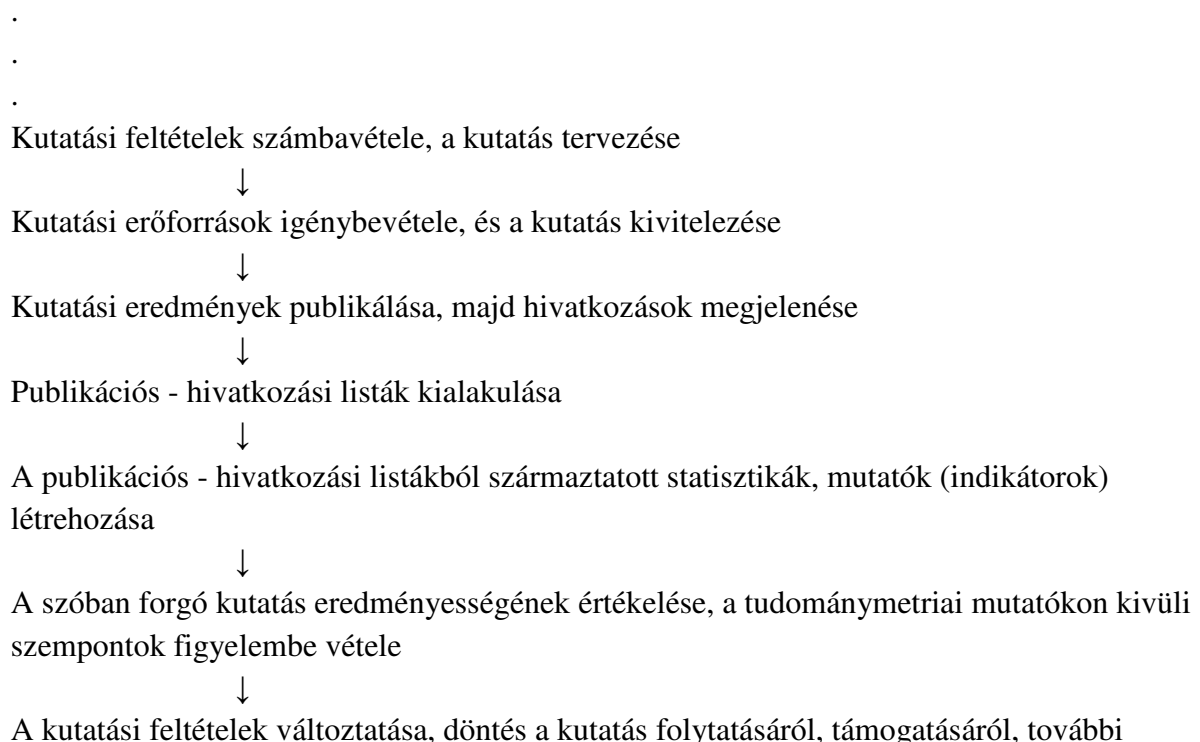 .
.
.
Kutatási feltételek számbavétele, a kutatás tervezése
↓
Kutatási erőforrások igénybevétele, és a kutatás kivitelezése
↓
Kutatási eredmények publikálása, majd hivatkozások megjelenése
↓
Publikációs - hivatkozási listák kialakulása
↓
A publikációs - hivatkozási listákból származtatott statisztikák, mutatók (indikátorok)
létrehozása
↓
A szóban forgó kutatás eredményességének értékelése, a tudománymetriai mutatókon kivüli
szempontok figyelembe vétele
↓
A kutatási feltételek változtatása, döntés a kutatás folytatásáról, támogatásáról, további